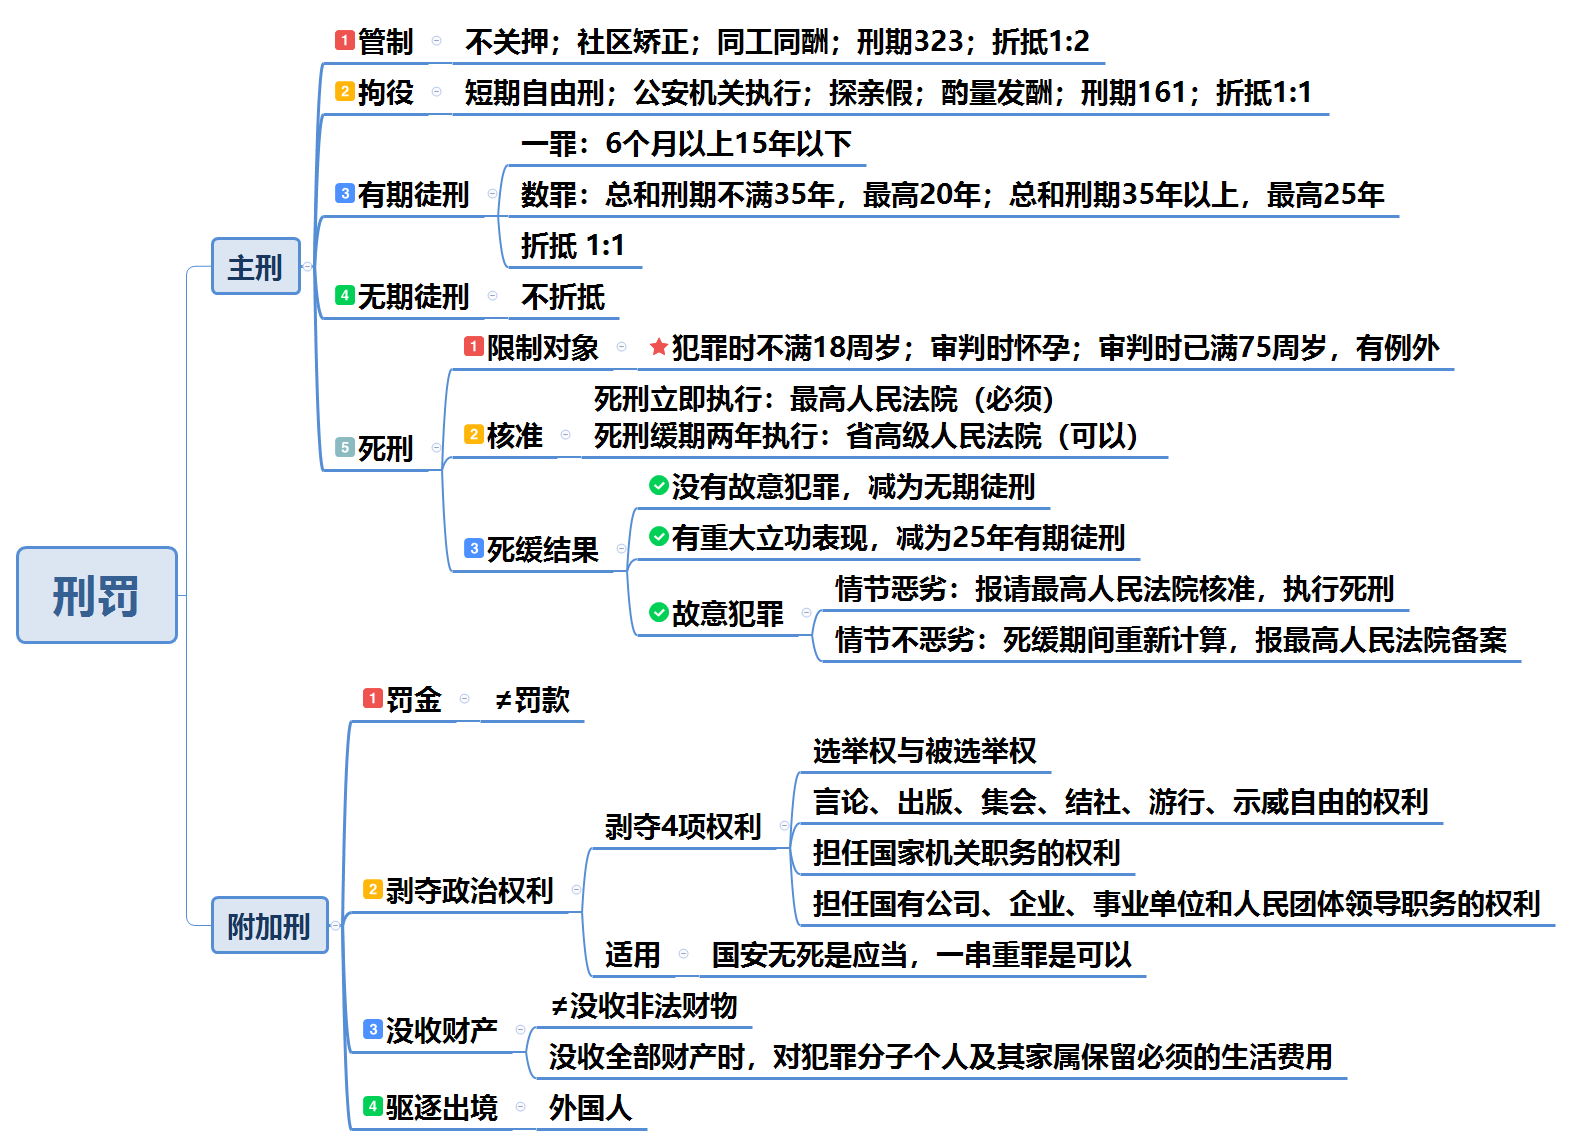 刑罚
主刑
1 管制
不关押；社区矫正；同工同酬；刑期323；折抵1:2
2 拘役
短期自由刑；公安机关执行；探亲假；酌量发酬；刑期161；折抵1:1
3 有期徒刑
一罪：6个月以上15年以下
数罪：总和刑期不满35年，最高20年；总和刑期35年以上，最高25年
折抵 1:1
4 无期徒刑
不折抵
5 死刑
1 限制对象
犯罪时不满18周岁；审判时怀孕；审判时已满75周岁，有例外
2 核准
死刑立即执行：最高人民法院（必须）
死刑缓期两年执行：省高级人民法院（可以）
3 死缓结果
没有故意犯罪，减为无期徒刑
有重大立功表现，减为25年有期徒刑
故意犯罪
情节恶劣：报请最高人民法院核准，执行死刑
情节不恶劣：死缓期间重新计算，报最高人民法院备案
附加刑
1 罚金
≠罚款
2 剥夺政治权利
剥夺4项权利
选举权与被选举权
言论、出版、集会、结社、游行、示威自由的权利
担任国家机关职务的权利
担任国有公司、企业、事业单位和人民团体领导职务的权利
适用
国安无死是应当，一串重罪是可以
3 没收财产
≠没收非法财物
没收全部财产时，对犯罪分子个人及其家属保留必须的生活费用
4 驱逐出境
外国人